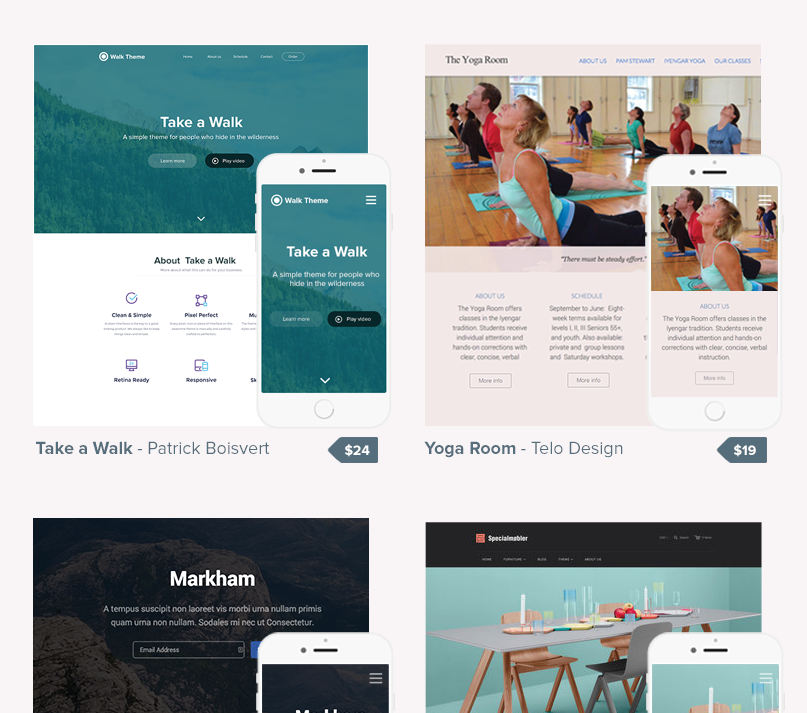 Walk Theme
Home About us Schedule Contact Order
Take a Walk
A simple theme for people who hide in the wilderness
Learn more Play video
About Take a Walk
More about what this can do for your business
Clean & Simple Pixel Perfect Mu
Retina Ready Responsive Sk
Walk Theme
Take a Walk
A simple theme for people who
hide in the wilderness
Learn more Play video
Take a Walk - Patrick Boisvert
$24
The Yoga Room
ABOUT US PAM STEWART IYENGAR YOGA OUR CLASSES
"There must be steady effort."
ABOUT US
The Yoga Room offers
classes in the Iyengar
tradition. Students receive
individual attention and
hands-on corrections with
clear, concise, verbal
More info
SCHEDULE
September to June: Eight-
week terms available for
levels I, II, III Seniors 55+,
and youth. Also available:
private and group lessons
and Saturday workshops.
More info
ABOUT US
The Yoga Room offers classes in the
Iyengar tradition. Students receive
individual attention and hands-on
corrections with clear, concise, verbal
instruction.
More info
Yoga Room - Telo Design
$19
Markham
A tempus suscipit non laoreet vis morbi urna nullam primis
quam urna non nullam. Sodales mi nec ut Consectetur.
Email Address
Specialmøbler
Search
HOME FURNITURE BLOG THEME ABOUT US